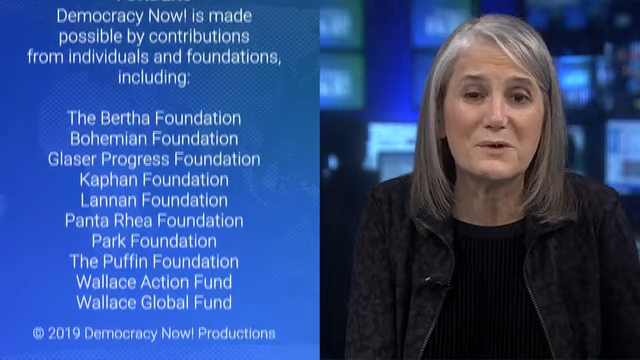 Democracy Now! is made
possible by contributions
from individuals and foundations,
including:
The Bertha Foundation
Bohemian Foundation
Glaser Progress Foundation
Kaphan Foundation
Lannan Foundation
Panta Rhea Foundation
Park Foundation
The Puffin Foundation
Wallace Action Fund
Wallace Global Fund
© 2019 Democracy Now! Productions